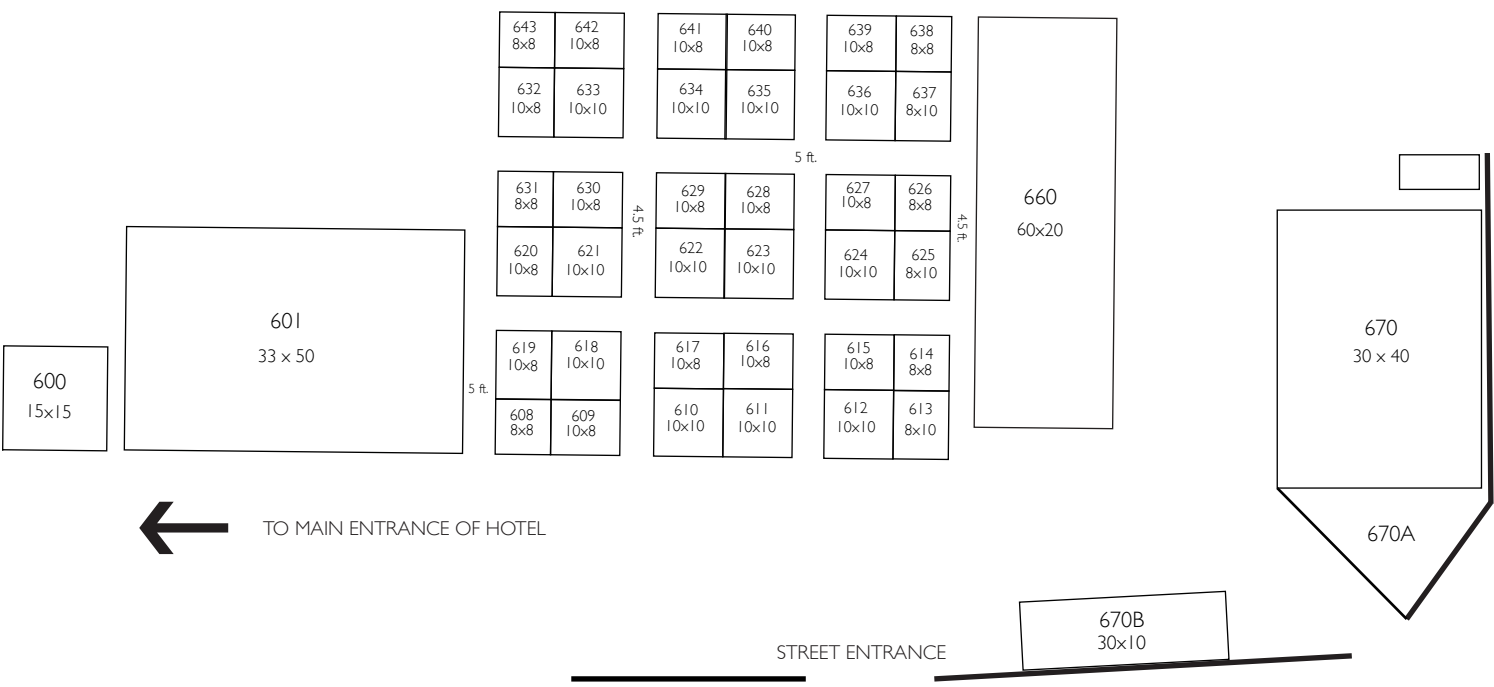 643
8x8
642
10x8
641
10x8
640
10x8
639
10x8
638
8x8
632
10x8
633
10x10
634
10x10
635
10x10
636
10x10
637
8x10
5 ft.
631
8x8
630
10x8
4.5 ft.
629
10x8
628
10x8
627
10x8
626
8x8
4.5 ft.
660
60x20
620
10x8
621
10x10
622
10x10
623
10x10
624
10x10
625
8x10
601
33 x 50
670
30 x 40
600
15x15
5 ft.
619
10x8
618
10x10
617
10x8
616
10x8
615
10x8
614
8x8
608
8x8
609
10x8
610
10x10
611
10x10
612
10x10
613
8x10
TO MAIN ENTRANCE OF HOTEL
670A
670B
30x10
STREET ENTRANCE